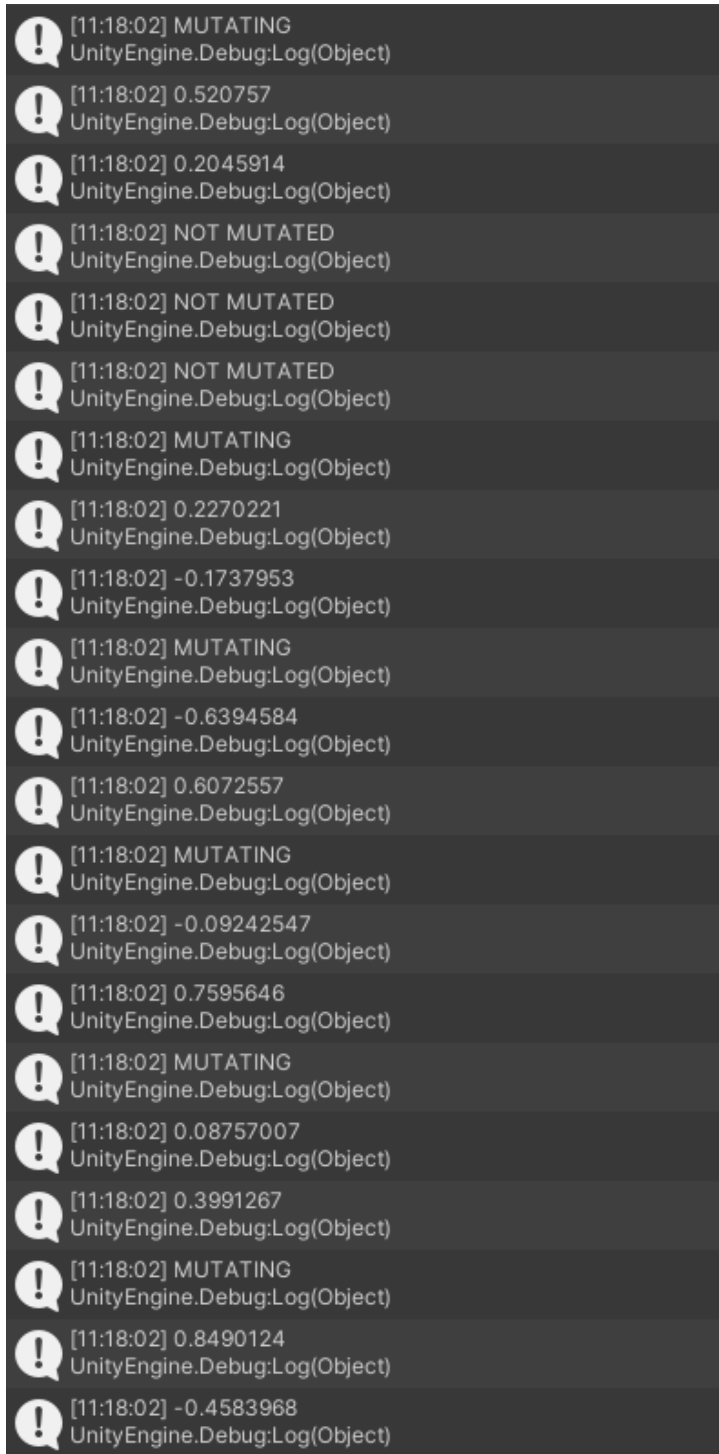 [11:18:02] MUTATING
UnityEngine.Debug:Log(Object)
[11:18:02] 0.520757
UnityEngine.Debug:Log(Object)
[11:18:02] 0.2045914
UnityEngine.Debug:Log(Object)
[11:18:02] NOT MUTATED
UnityEngine.Debug:Log(Object)
[11:18:02] NOT MUTATED
UnityEngine.Debug:Log(Object)
[11:18:02] NOT MUTATED
UnityEngine.Debug:Log(Object)
[11:18:02] MUTATING
UnityEngine.Debug:Log(Object)
[11:18:02] 0.2270221
UnityEngine.Debug:Log(Object)
[11:18:02] -0.1737953
UnityEngine.Debug:Log(Object)
[11:18:02] MUTATING
UnityEngine.Debug:Log(Object)
[11:18:02] -0.6394584
UnityEngine.Debug:Log(Object)
[11:18:02] 0.6072557
UnityEngine.Debug:Log(Object)
[11:18:02] MUTATING
UnityEngine.Debug:Log(Object)
[11:18:02] -0.09242547
UnityEngine.Debug:Log(Object)
[11:18:02] 0.7595646
UnityEngine.Debug:Log(Object)
[11:18:02] MUTATING
UnityEngine.Debug:Log(Object)
[11:18:02] 0.08757007
UnityEngine.Debug:Log(Object)
[11:18:02] 0.3991267
UnityEngine.Debug:Log(Object)
[11:18:02] MUTATING
UnityEngine.Debug:Log(Object)
[11:18:02] 0.8490124
UnityEngine.Debug:Log(Object)
[11:18:02] -0.4583968
UnityEngine.Debug:Log(Object)